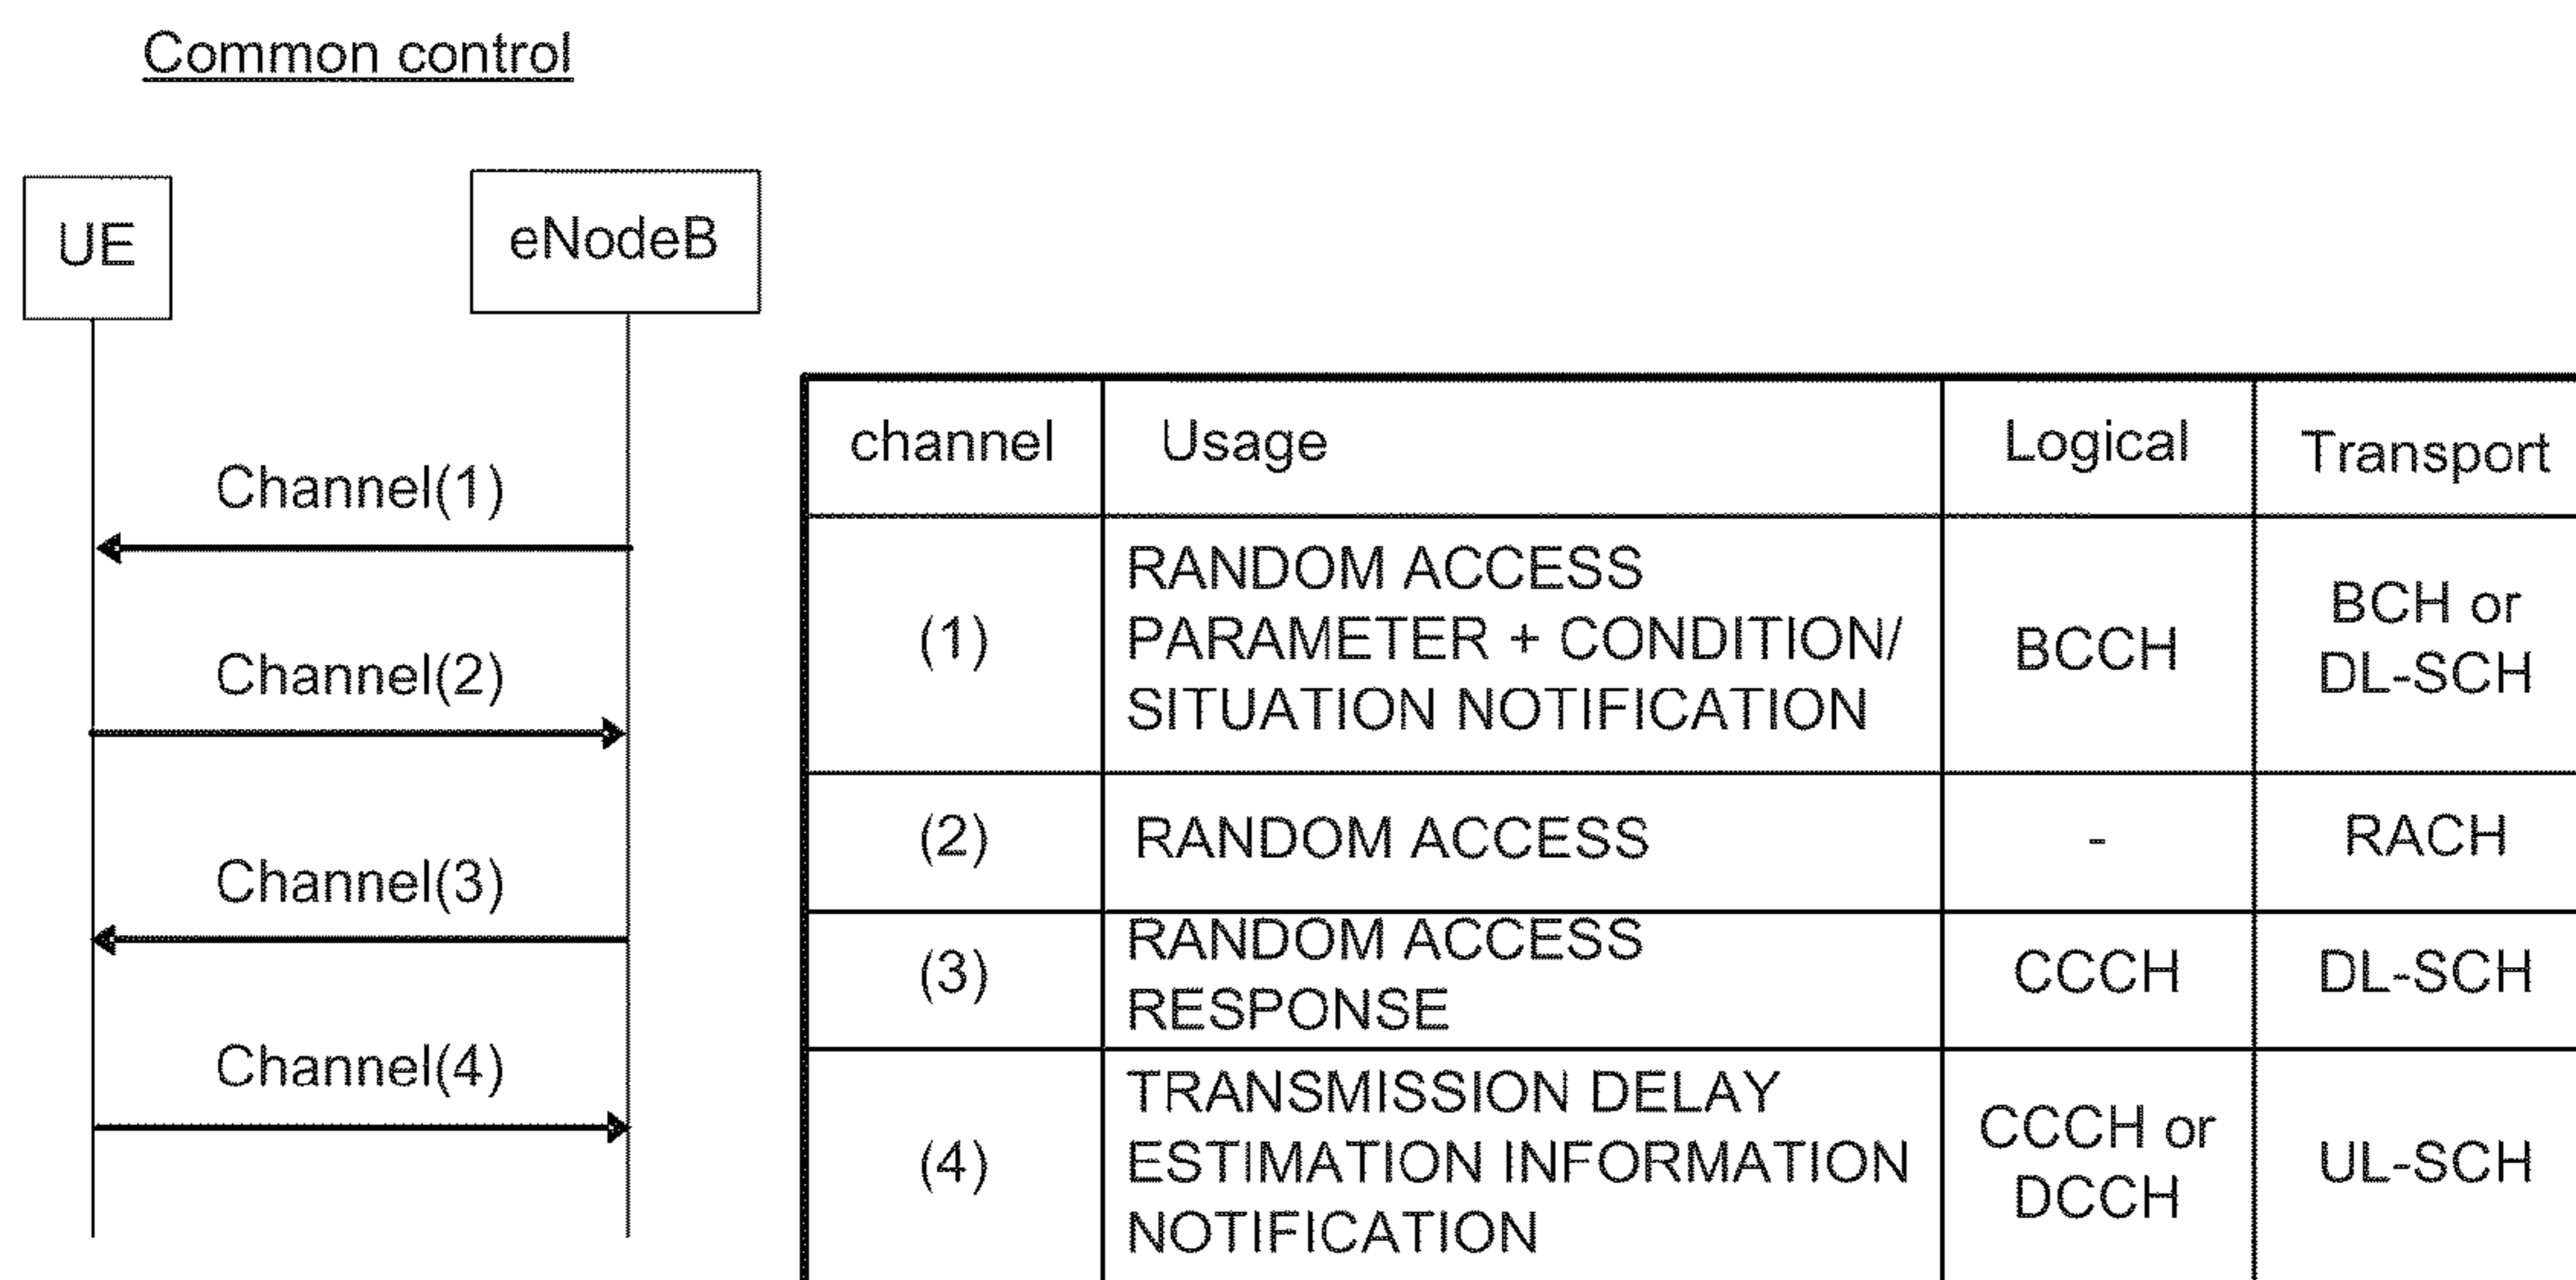 Common control
UE
eNodeB
Channel(1)
Channel(2)
Channel(3)
Channel(4)
channel Usage Logical Transport
(1) RANDOM ACCESS
PARAMETER + CONDITION/
SITUATION NOTIFICATION
BCCH
BCH or
DL-SCH
(2) RANDOM ACCESS - RACH
(3) RANDOM ACCESS
RESPONSE
CCCH
DL-SCH
(4) TRANSMISSION DELAY
ESTIMATION INFORMATION
NOTIFICATION
CCCH or
DCCH
UL-SCH